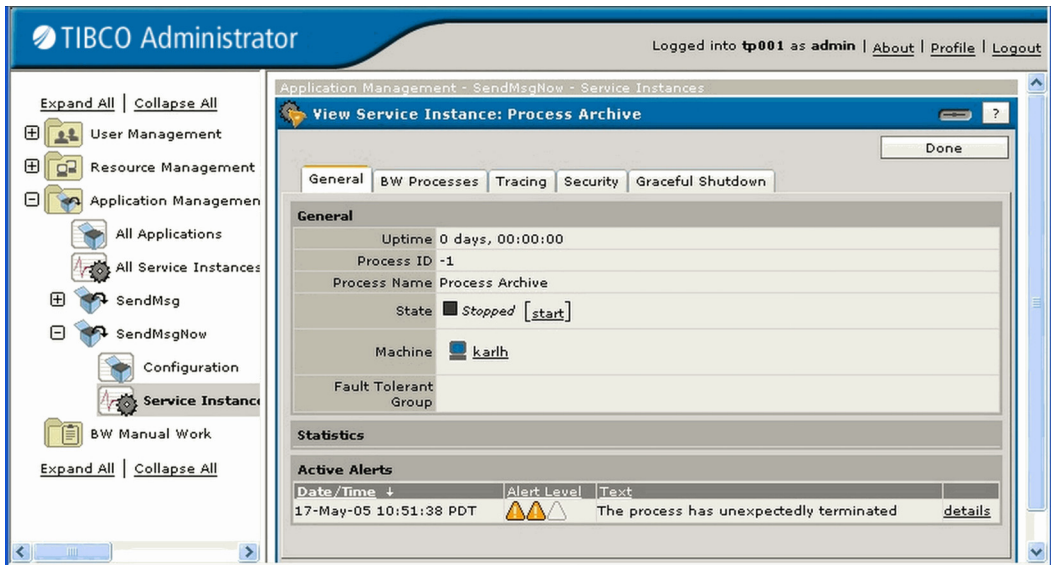 TIBCO Administrator
Logged into tp001 as admin | About | Profile | Logout
Expand All | Collapse All
User Management
Resource Management
Application Managemen
All Applications
All Service Instances
SendMsg
SendMsgNow
Configuration
Service Instance
BW Manual Work
Expand All | Collapse All
Application Management - SendMsgNow - Service Instances
View Service Instance: Process Archive
?
Done
General
BW Processes
Tracing
Security
Graceful Shutdown
General
Uptime 0 days, 00:00:00
Process ID -1
Process Name Process Archive
State Stopped [start]
Machine karlh
Fault Tolerant
Group
Statistics
Active Alerts
Date/Time Alert Level Text
17-May-05 10:51:38 PDT The process has unexpectedly terminated details